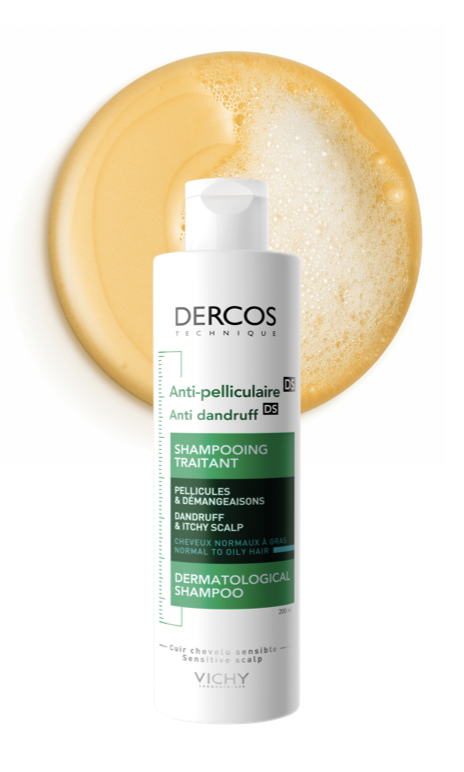 DERCOS
TECHNIQUE
Anti-pelliculaire DS
Anti dandruff DS
SHAMPOOING
TRAITANT
PELLICULES
& DÉMANGEAISONS
DANDRUFF
& ITCHY SCALP
CHEVEUX NORMAUX À GRAS
NORMAL TO OILY HAIR
DERMATOLOGICAL
SHAMPOO
Cuir chevelu sensible
Sensitive scalp
VICHY
LABORATOIRES